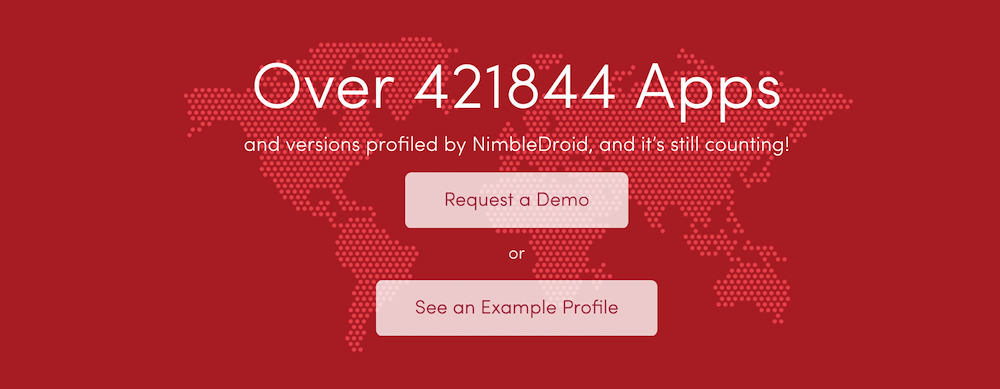 Over 421844 Apps
and versions profiled by NimbleDroid, and it's still counting!
Request a Demo
or
See an Example Profile